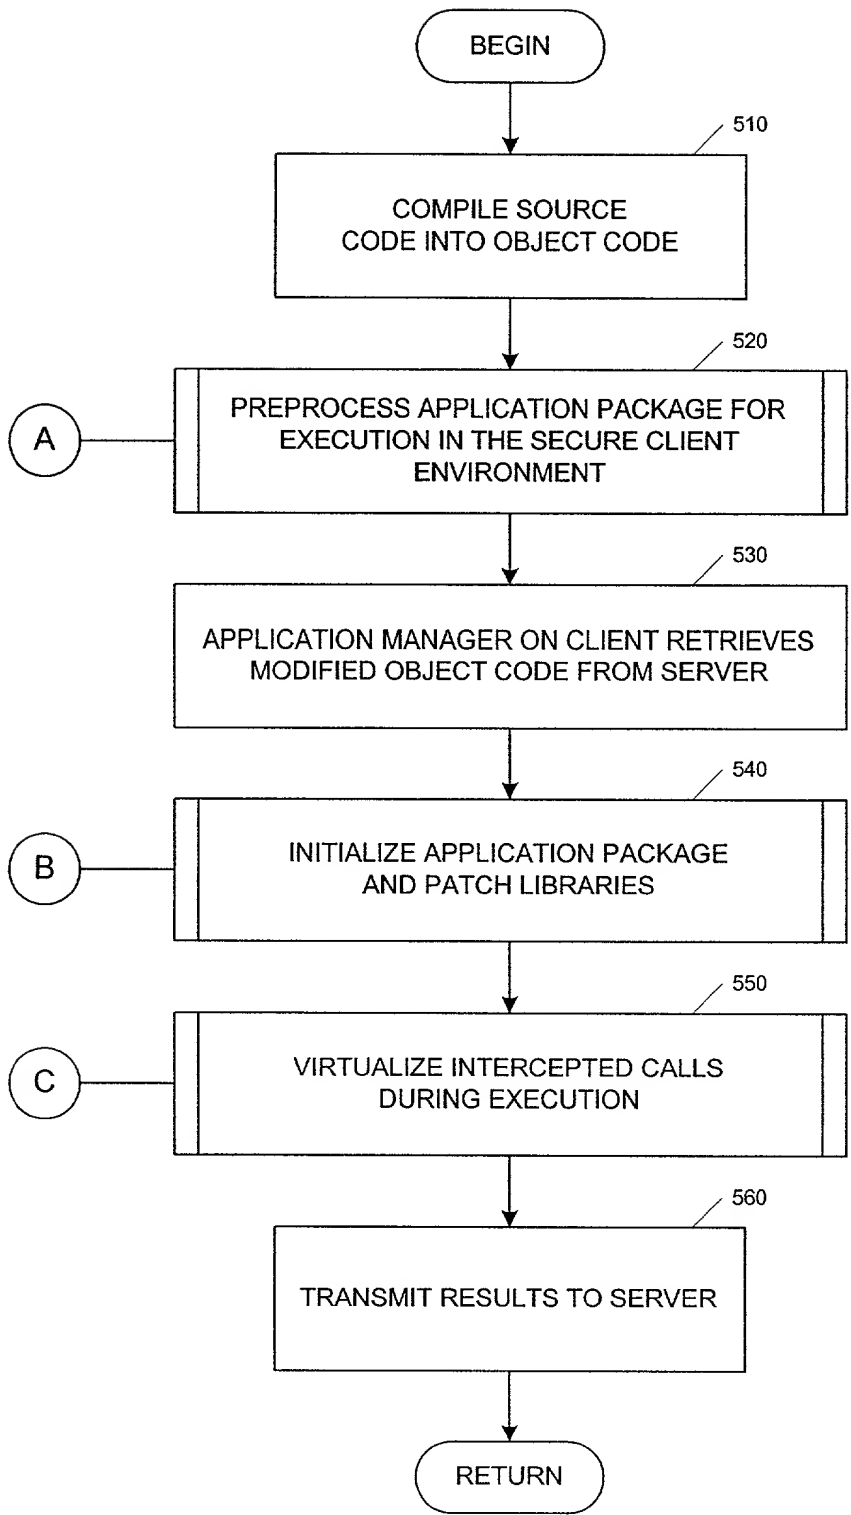 BEGIN
510
COMPILE SOURCE
CODE INTO OBJECT CODE
520
A
PREPROCESS APPLICATION PACKAGE FOR
EXECUTION IN THE SECURE CLIENT
ENVIRONMENT
530
APPLICATION MANAGER ON CLIENT RETRIEVES
MODIFIED OBJECT CODE FROM SERVER
540
B
INITIALIZE APPLICATION PACKAGE
AND PATCH LIBRARIES
550
C
VIRTUALIZE INTERCEPTED CALLS
DURING EXECUTION
560
TRANSMIT RESULTS TO SERVER
RETURN